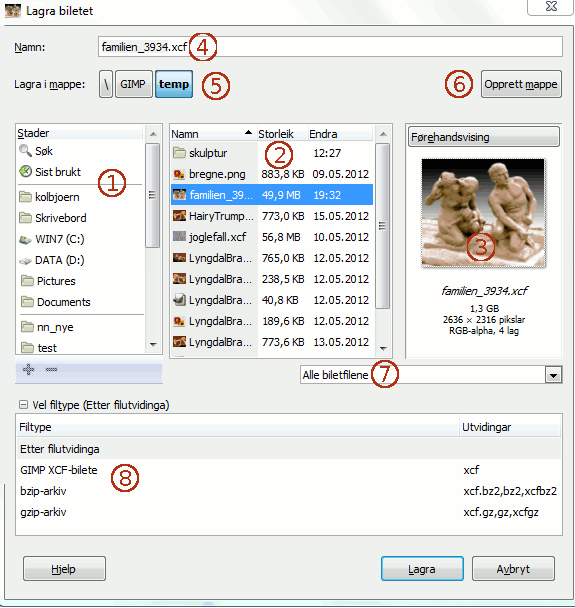 Lagra biletet
Namn: familien_3934.xcf 4
Lagra i mappe: \ GIMP temp 5 6 Opprett mappe
Stader
Søk
Sist brukt
1
kolbjoern
Skrivebord
WIN7 (C:)
DATA (D:)
Pictures
Documents
nn_nye
test
Namn Storleik Endra
skulptur 2 12:27
bregne.png 883,8 KB 09.05.2012
familien_39... 49,9 MB 19:32
HairyTrump... 773,0 KB 15.05.2012
joglefall.xcf 56,8 MB 10.05.2012
LyngdalBra... 765,0 KB 12.05.2012
LyngdalBra... 238,5 KB 12.05.2012
LyngdalBra... 40,8 KB 12.05.2012
LyngdalBra... 189,6 KB 12.05.2012
LyngdalBra... 773,6 KB 13.05.2012
Førehandsvising
3
familien_3934.xcf
1,3 GB
2636 × 2316 pikslar
RGB-alpha, 4 lag
Alle biletfilene 7
Vel filtype (Etter filutvidinga)
Filtype Utvidingar
Etter filutvidinga
GIMP XCF-bilete xcf
8
bzip-arkiv xcf.bz2,bz2,xcfbz2
gzip-arkiv xcf.gz,gz,xcfgz
Hjelp Lagra Avbryt